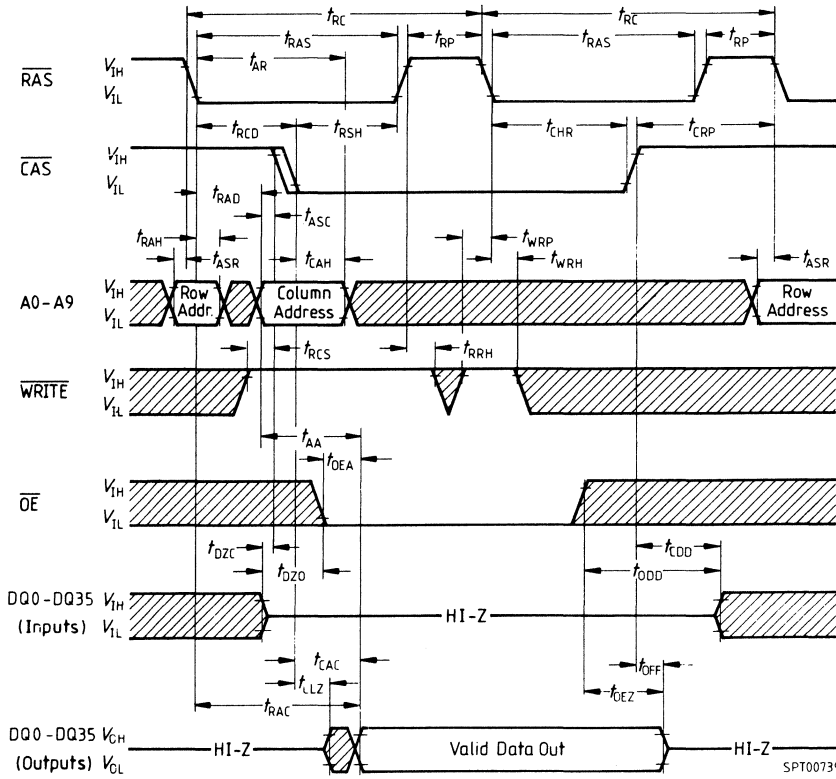 tRC tRC
tRAS tRP tRAS tRP
tAR
RAS VIH
VIL
tRCD tRSH tCHR tCRP
CAS VIH
VIL
tRAD
tASC
tRAH tWRP
tASR tCAH tWRH tASR
A0-A9 VIH Row Column Row
VIL Addr. Address Address
tRCS tRRH
WRITE VIH
VIL
tAA
tOEA
OE VIH
VIL
tDZC tCDD
tDZO tODD
DQ0-DQ35 VIH
HI-Z
(Inputs) VIL
tCAC tOFF
tCLZ tOEZ
tRAC
DQ0-DQ35 VOH
HI-Z Valid Data Out HI-Z
(Outputs) VOL
SPT0073